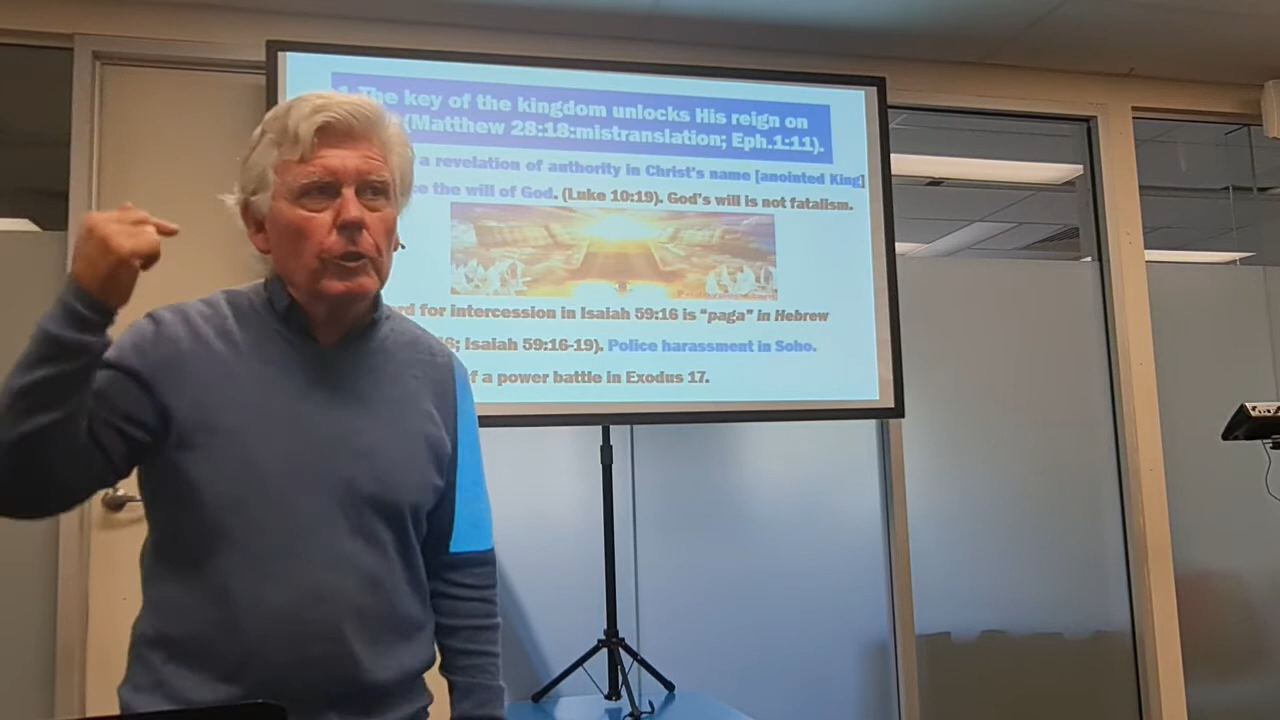 The key of the kingdom unlocks His reign on
(Matthew 28:18:mistranslation; Eph.1:11).
a revelation of authority in Christ's name [anointed King]
the will of God. (Luke 10:19). God's will is not fatalism.
for intercession in Isaiah 59:16 is "paga" in Hebrew
Isaiah 59:16-19). Police harassment in Soho.
a power battle in Exodus 17.